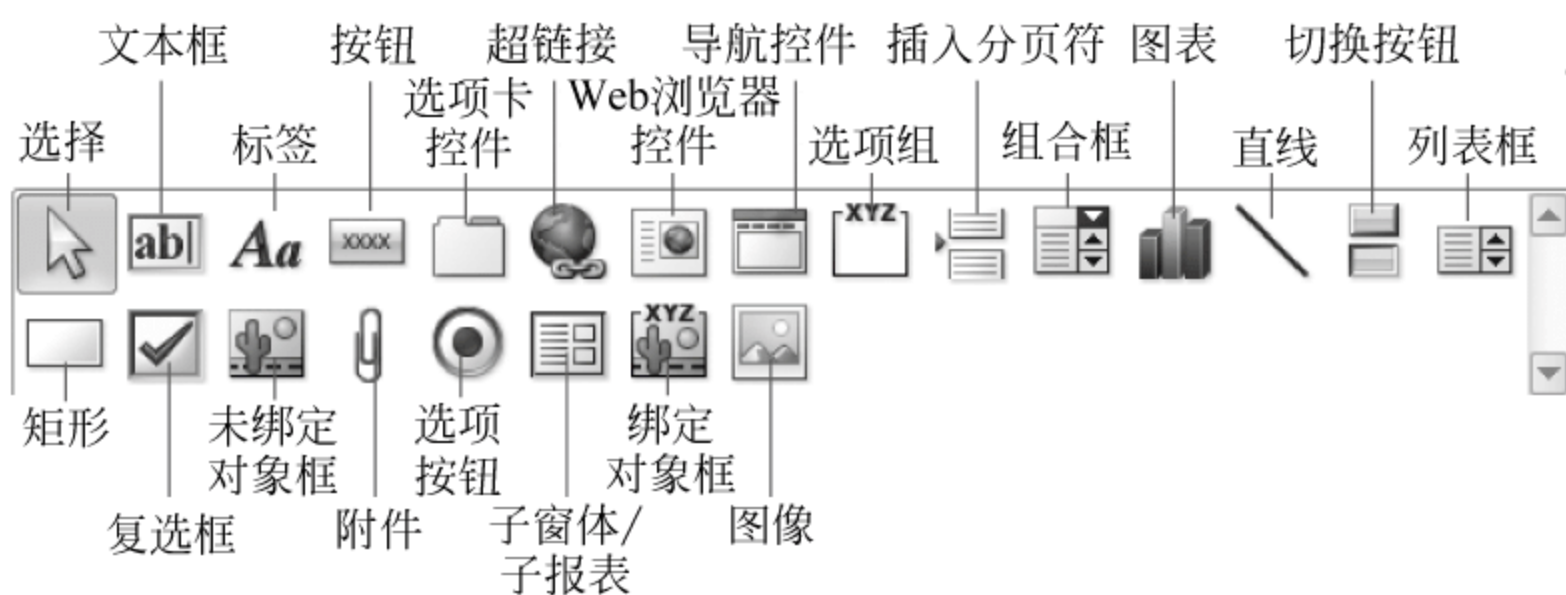 文本框 按钮 超链接 导航控件 插入分页符 图表 切换按钮
选项卡 Web浏览器
选择 标签 控件 控件 选项组 组合框 直线 列表框
ab| Aa XXXX XYZ
XYZ
矩形 未绑定 选项 绑定
对象框 按钮 对象框
复选框 附件 子窗体/ 图像
子报表